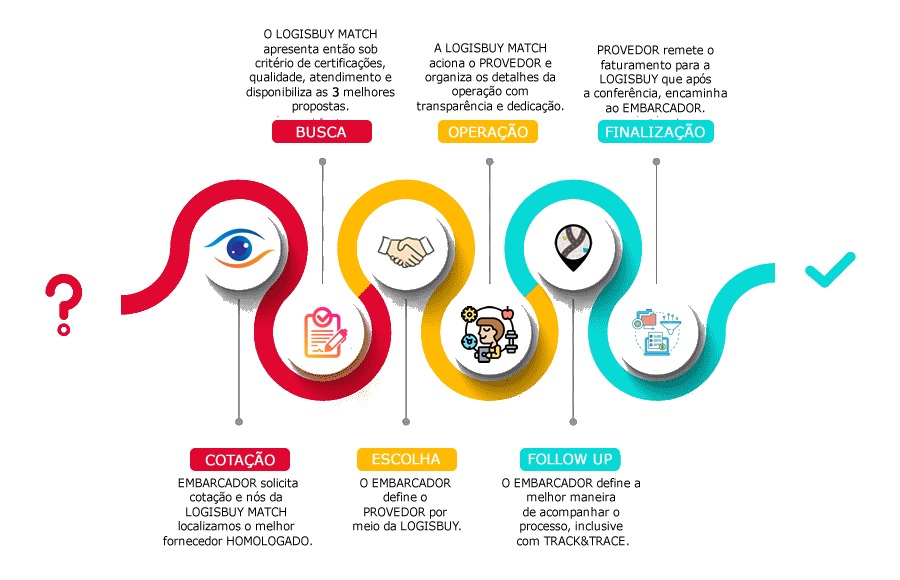 O LOGISBUY MATCH
apresenta então sob
critério de certificações,
qualidade, atendimento e
disponibiliza as 3 melhores
propostas.
BUSCA
A LOGISBUY MATCH
aciona o PROVEDOR e
organiza os detalhes da
operação com
transparência e dedicação.
OPERAÇÃO
PROVEDOR remete o
faturamento para a
LOGISBUY que após
a conferência, encaminha
ao EMBARCADOR.
FINALIZAÇÃO
?
COTAÇÃO
EMBARCADOR solicita
cotação e nós da
LOGISBUY MATCH
localizamos o melhor
fornecedor HOMOLOGADO.
ESCOLHA
O EMBARCADOR
define o
PROVEDOR por
meio da LOGISBUY.
FOLLOW UP
O EMBARCADOR define a
melhor maneira
de acompanhar o
processo, inclusive
com TRACK&TRACE.